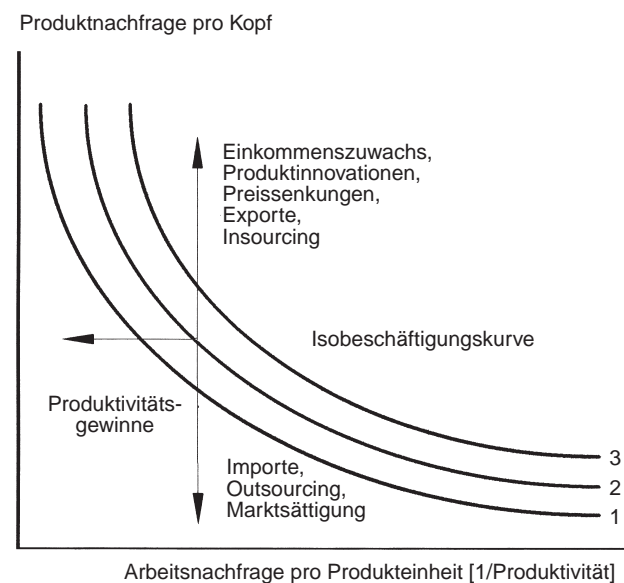 Produktnachfrage pro Kopf
Einkommenszuwachs,
Produktinnovationen,
Preissenkungen,
Exporte,
Insourcing
Isobeschäftigungskurve
Produktivitäts-
gewinne
Importe,
Outsourcing,
Marktsättigung
3
2
1
Arbeitsnachfrage pro Produkteinheit [1/Produktivität]